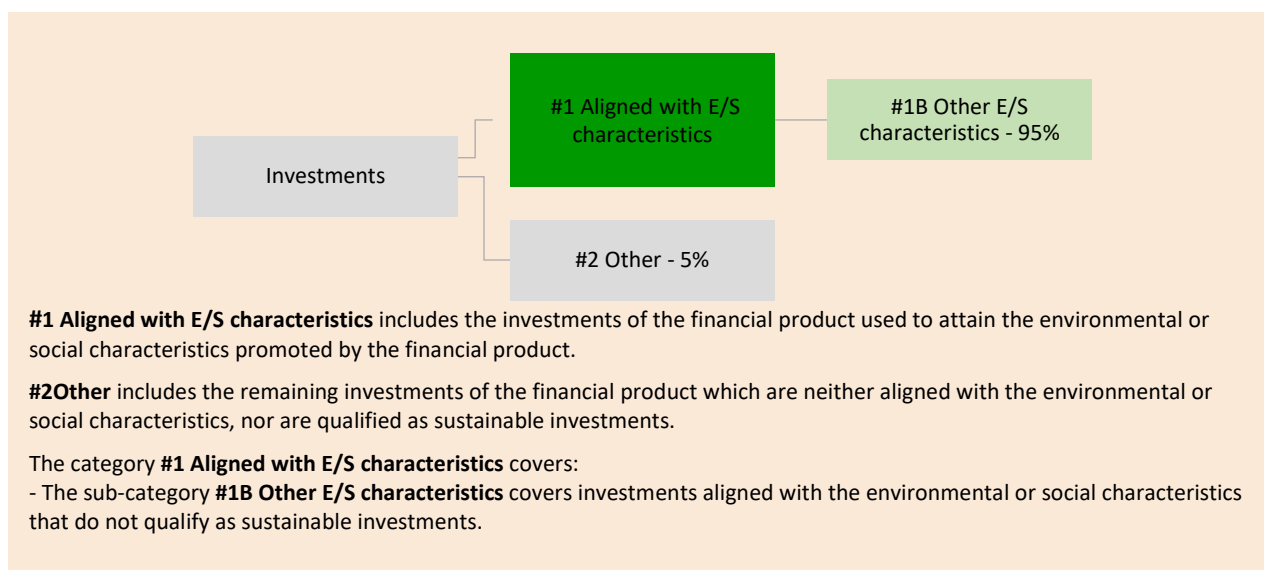 #1 Aligned with E/S
characteristics
#1B Other E/S
characteristics - 95%
Investments
#2 Other - 5%
#1 Aligned with E/S characteristics includes the investments of the financial product used to attain the environmental or
social characteristics promoted by the financial product.
#2Other includes the remaining investments of the financial product which are neither aligned with the environmental or
social characteristics, nor are qualified as sustainable investments.
The category #1 Aligned with E/S characteristics covers:
- The sub-category #1B Other E/S characteristics covers investments aligned with the environmental or social characteristics
that do not qualify as sustainable investments.